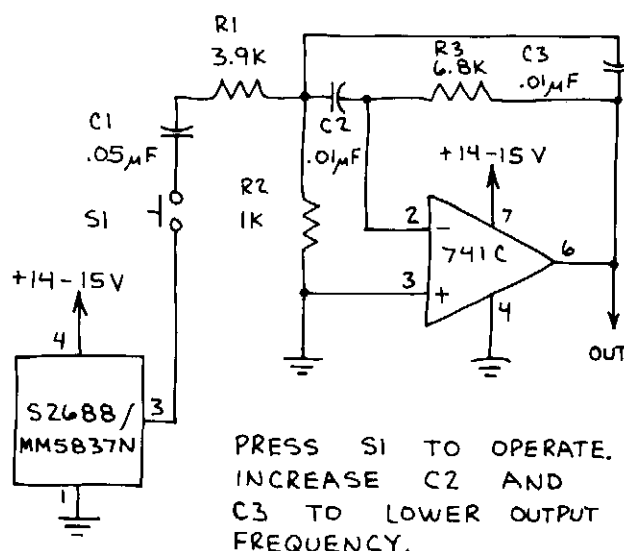 R1
3.9K
R3
6.8K
C3
.01µF
C1
.05µF
C2
.01µF
+14-15V
R2
1K
S1
2
-
7
741C
6
3
+
4
+14-15V
4
OUT
S2688/
MM5837N
3
1
PRESS S1 TO OPERATE.
INCREASE C2 AND
C3 TO LOWER OUTPUT
FREQUENCY.